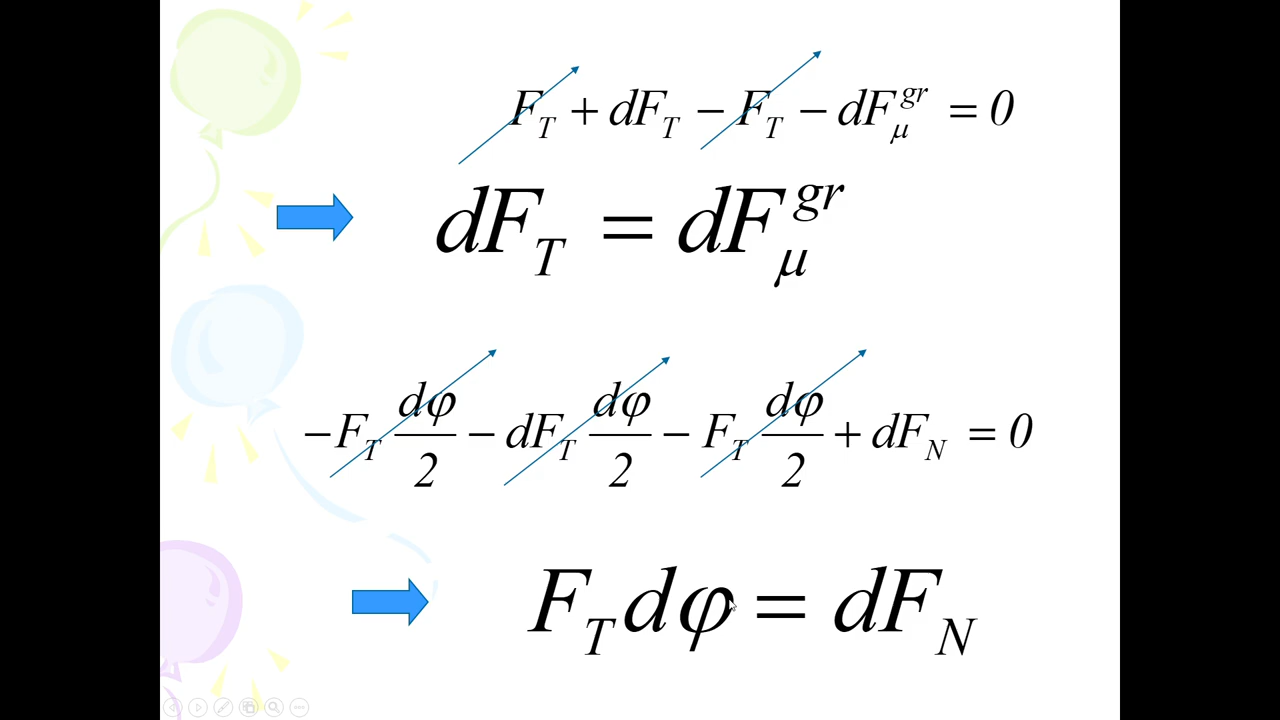 F_T + dF_T − F_T − dF_μ^gr = 0
dF_T = dF_μ^gr
−F_T dφ/2 − dF_T dφ/2 − F_T dφ/2 + dF_N = 0
F_T dφ = dF_N